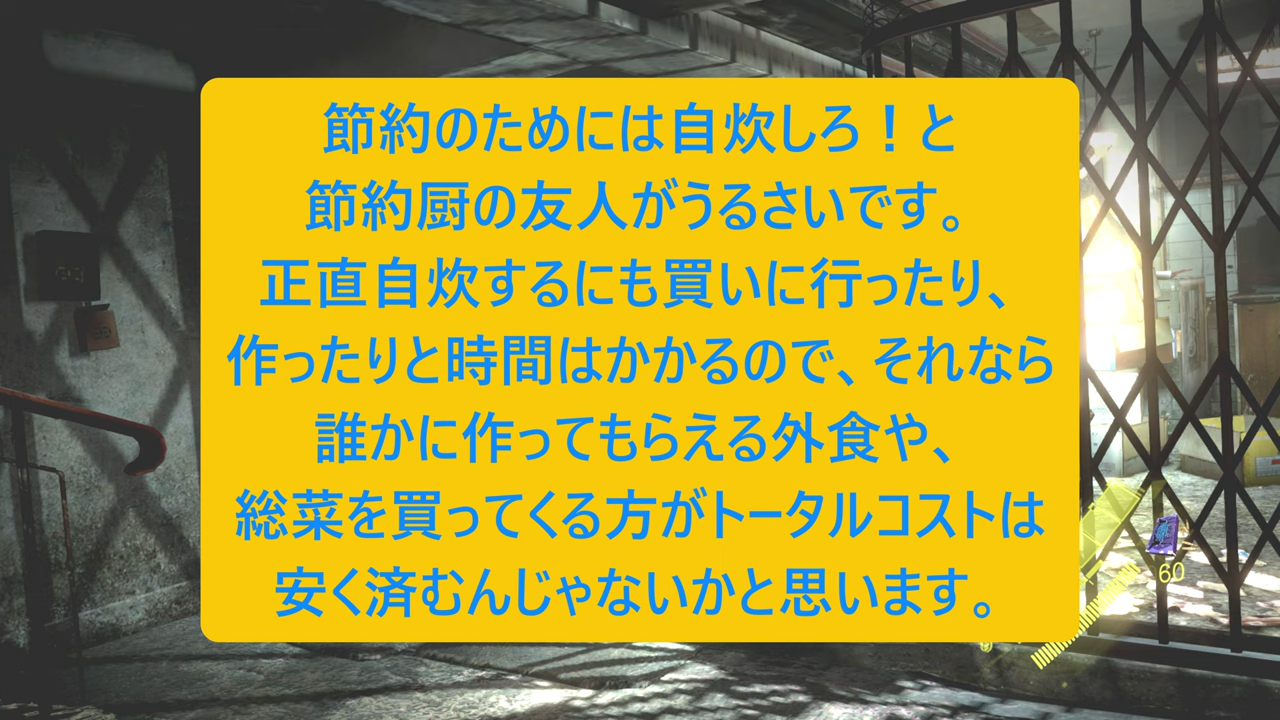 節約のためには自炊しろ！と
節約厨の友人がうるさいです。
正直自炊するにも買いに行ったり、
作ったりと時間はかかるので、それなら
誰かに作ってもらえる外食や、
総菜を買ってくる方がトータルコストは
安く済むんじゃないかと思います。
60